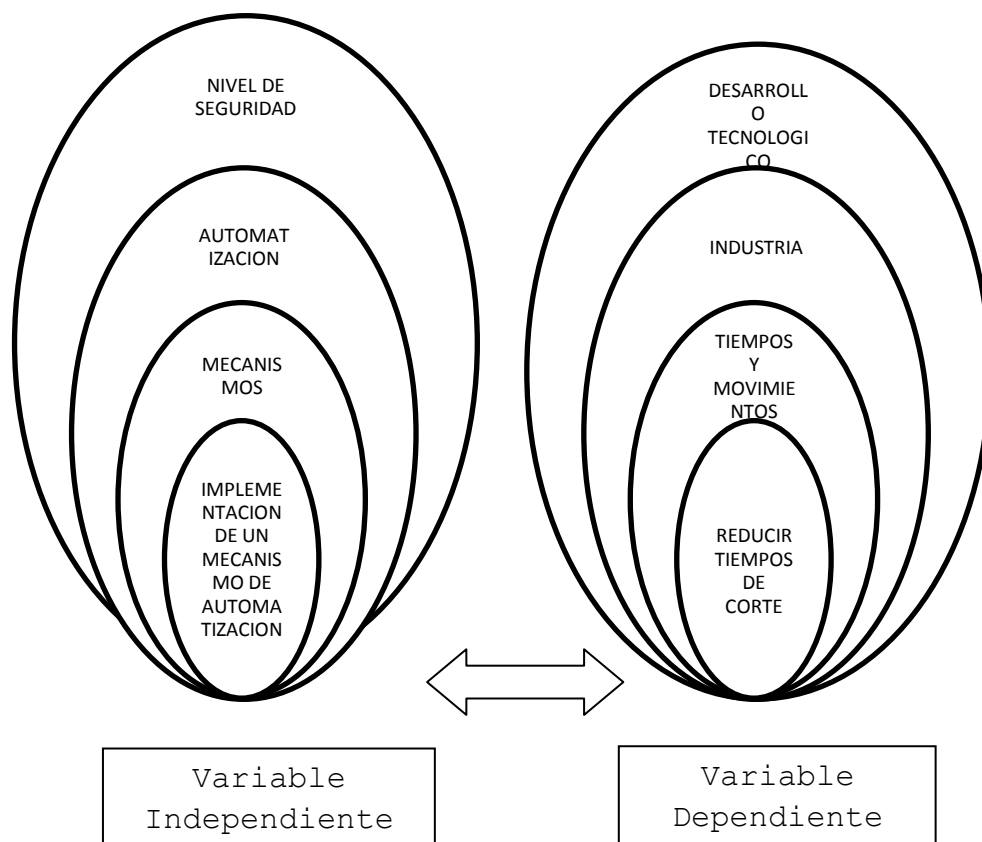 NIVEL DE
SEGURIDAD
AUTOMAT
IZACION
MECANIS
MOS
IMPLEME
NTACION
DE UN
MECANIS
MO DE
AUTOMA
TIZACION
Variable
Independiente
DESARROLL
O
TECNOLOGI
CO
INDUSTRIA
TIEMPOS
Y
MOVIMIE
NTOS
REDUCIR
TIEMPOS
DE
CORTE
Variable
Dependiente